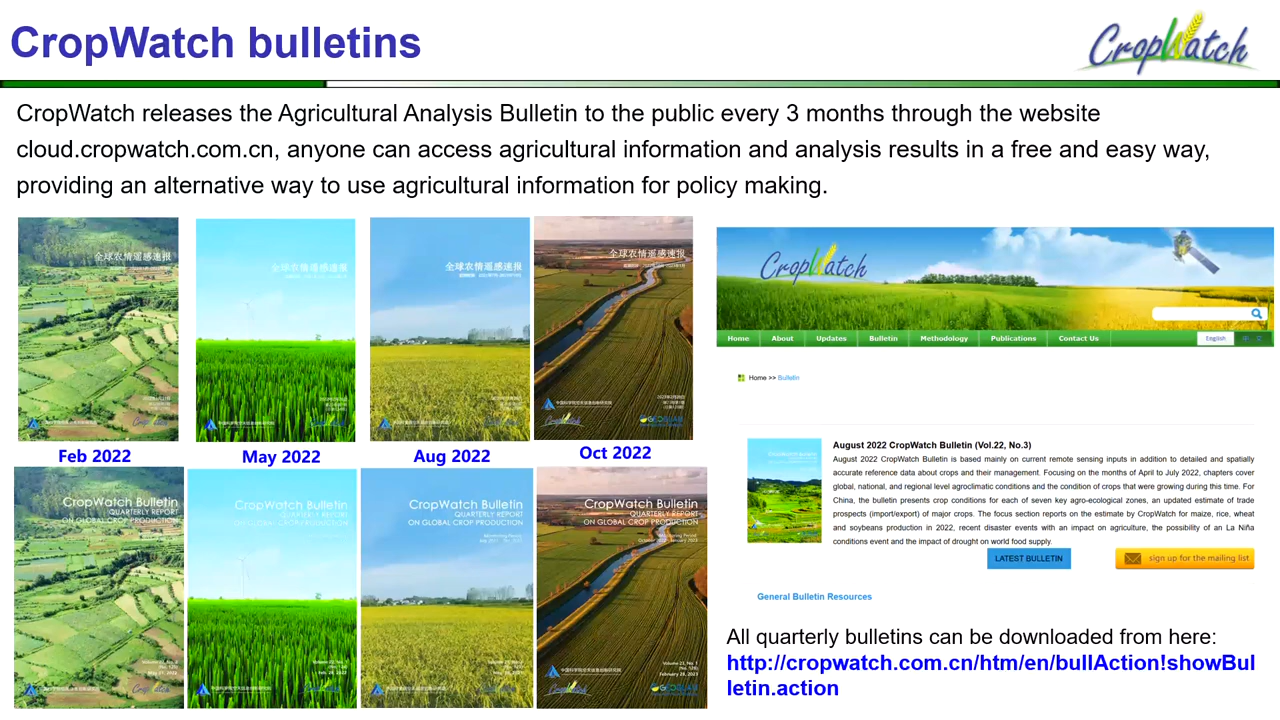 CropWatch bulletins
CropWatch
CropWatch releases the Agricultural Analysis Bulletin to the public every 3 months through the website
cloud.cropwatch.com.cn, anyone can access agricultural information and analysis results in a free and easy way,
providing an alternative way to use agricultural information for policy making.
全球农情遥感速报
全球农情遥感速报
全球农情遥感速报
全球农情遥感速报
Feb 2022
May 2022
Aug 2022
Oct 2022
CropWatch Bulletin
QUARTERLY REPORT
ON GLOBAL CROP PRODUCTION
CropWatch Bulletin
QUARTERLY REPORT
ON GLOBAL CROP PRODUCTION
CropWatch Bulletin
QUARTERLY REPORT
ON GLOBAL CROP PRODUCTION
CropWatch Bulletin
QUARTERLY REPORT
ON GLOBAL CROP PRODUCTION
February 28, 2023
CropWatch
Home About Updates Bulletin Methodology Publications Contact Us English
Home >> Bulletin
August 2022 CropWatch Bulletin (Vol.22, No.3)
August 2022 CropWatch Bulletin is based mainly on current remote sensing inputs in addition to detailed and spatially
accurate reference data about crops and their management. Focusing on the months of April to July 2022, chapters cover
global, national, and regional level agroclimatic conditions and the condition of crops that were growing during this time. For
China, the bulletin presents crop conditions for each of seven key agro-ecological zones, an updated estimate of trade
prospects (import/export) of major crops. The focus section reports on the estimate by CropWatch for maize, rice, wheat
and soybeans production in 2022, recent disaster events with an impact on agriculture, the possibility of an La Niña
conditions event and the impact of drought on world food supply.
LATEST BULLETIN
sign up for the mailing list
General Bulletin Resources
All quarterly bulletins can be downloaded from here:
http://cropwatch.com.cn/htm/en/bullAction!showBul
letin.action